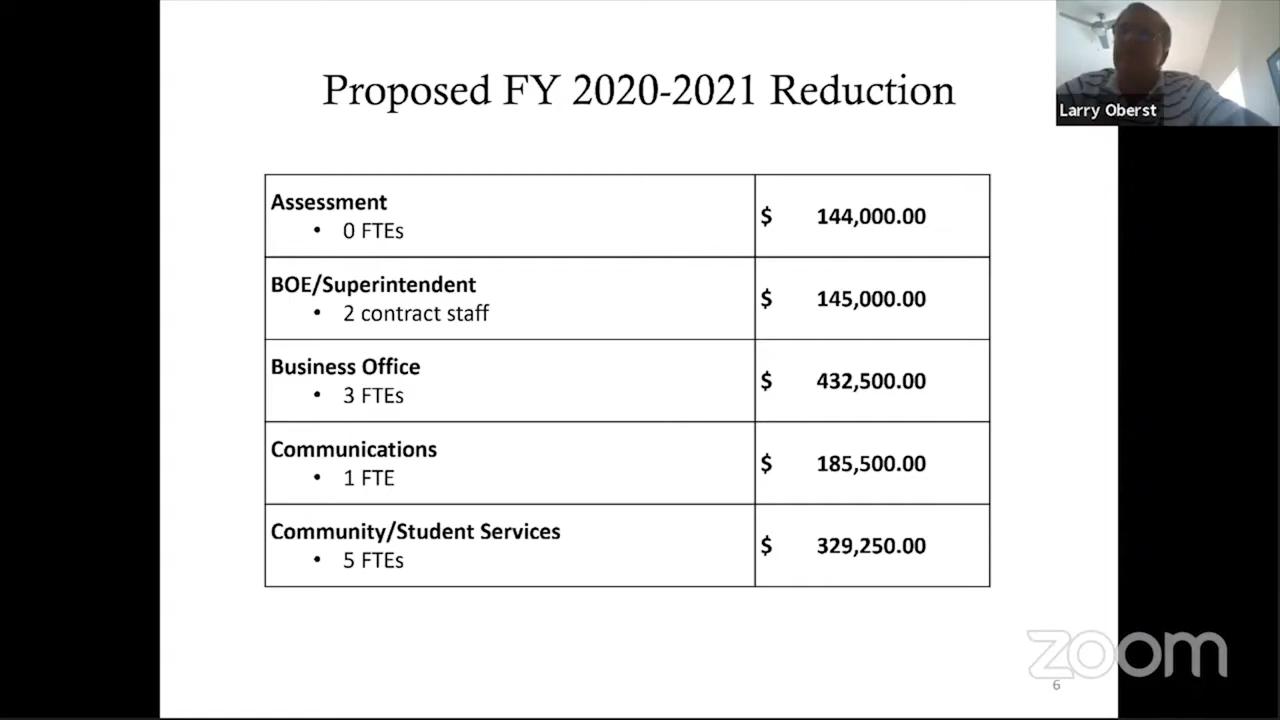 Proposed FY 2020-2021 Reduction
Larry Oberst
Assessment
• 0 FTEs
$ 144,000.00
BOE/Superintendent
• 2 contract staff
$ 145,000.00
Business Office
• 3 FTEs
$ 432,500.00
Communications
• 1 FTE
$ 185,500.00
Community/Student Services
• 5 FTEs
$ 329,250.00
zoom
6